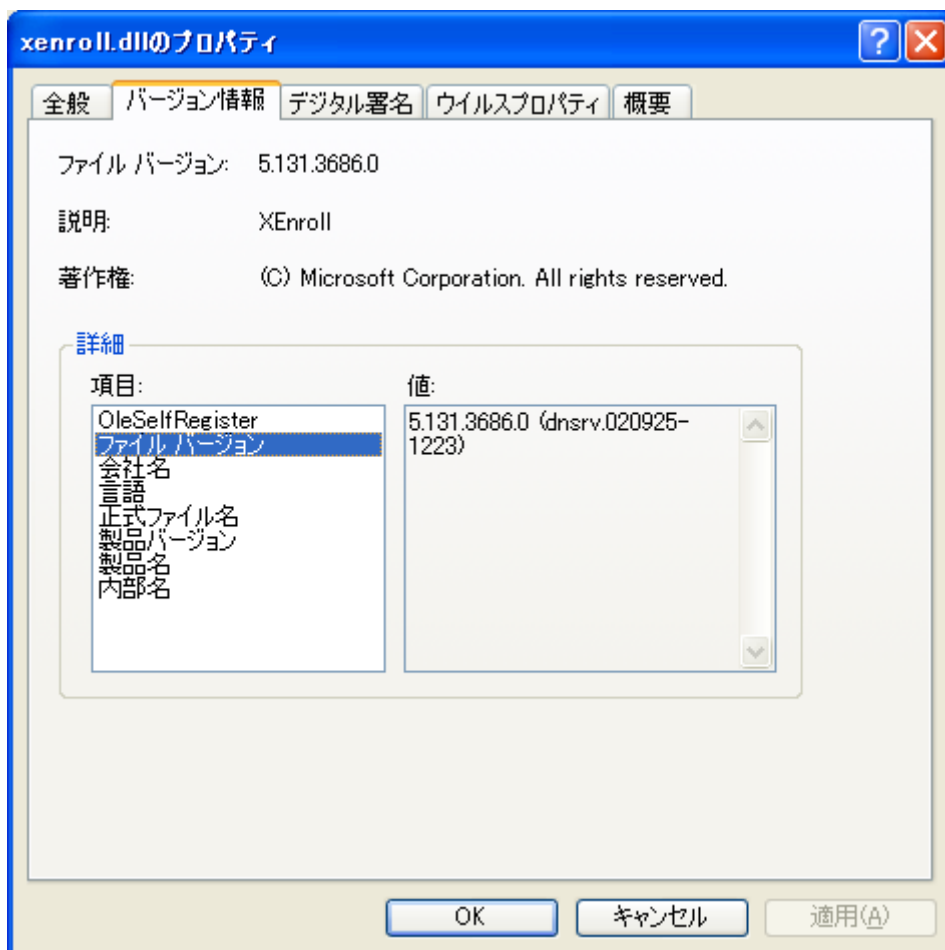 xenroll.dllのプロパティ
全般 バージョン情報 デジタル署名 ウイルスプロパティ 概要
ファイル バージョン: 5.131.3686.0
説明: XEnroll
著作権: (C) Microsoft Corporation. All rights reserved.
詳細
項目: 値:
OleSelfRegister
ファイル バージョン
会社名
言語
正式ファイル名
製品バージョン
製品名
内部名
5.131.3686.0 (dnsrv.020925-
1223)
OK キャンセル 適用(A)